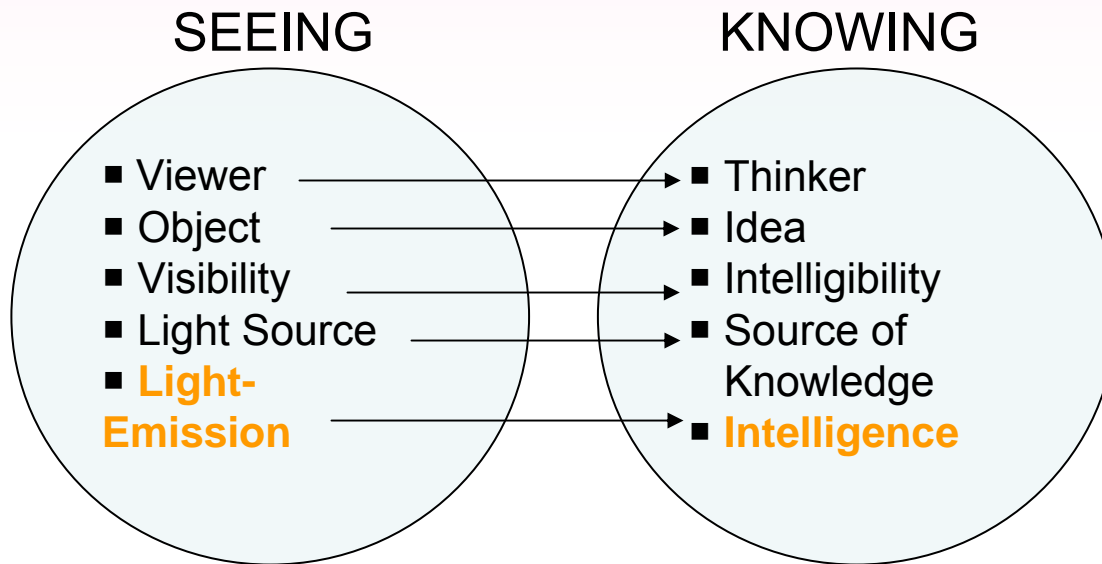 SEEING
■ Viewer
■ Object
■ Visibility
■ Light Source
■ Light-
Emission
KNOWING
■ Thinker
■ Idea
■ Intelligibility
■ Source of
Knowledge
■ Intelligence